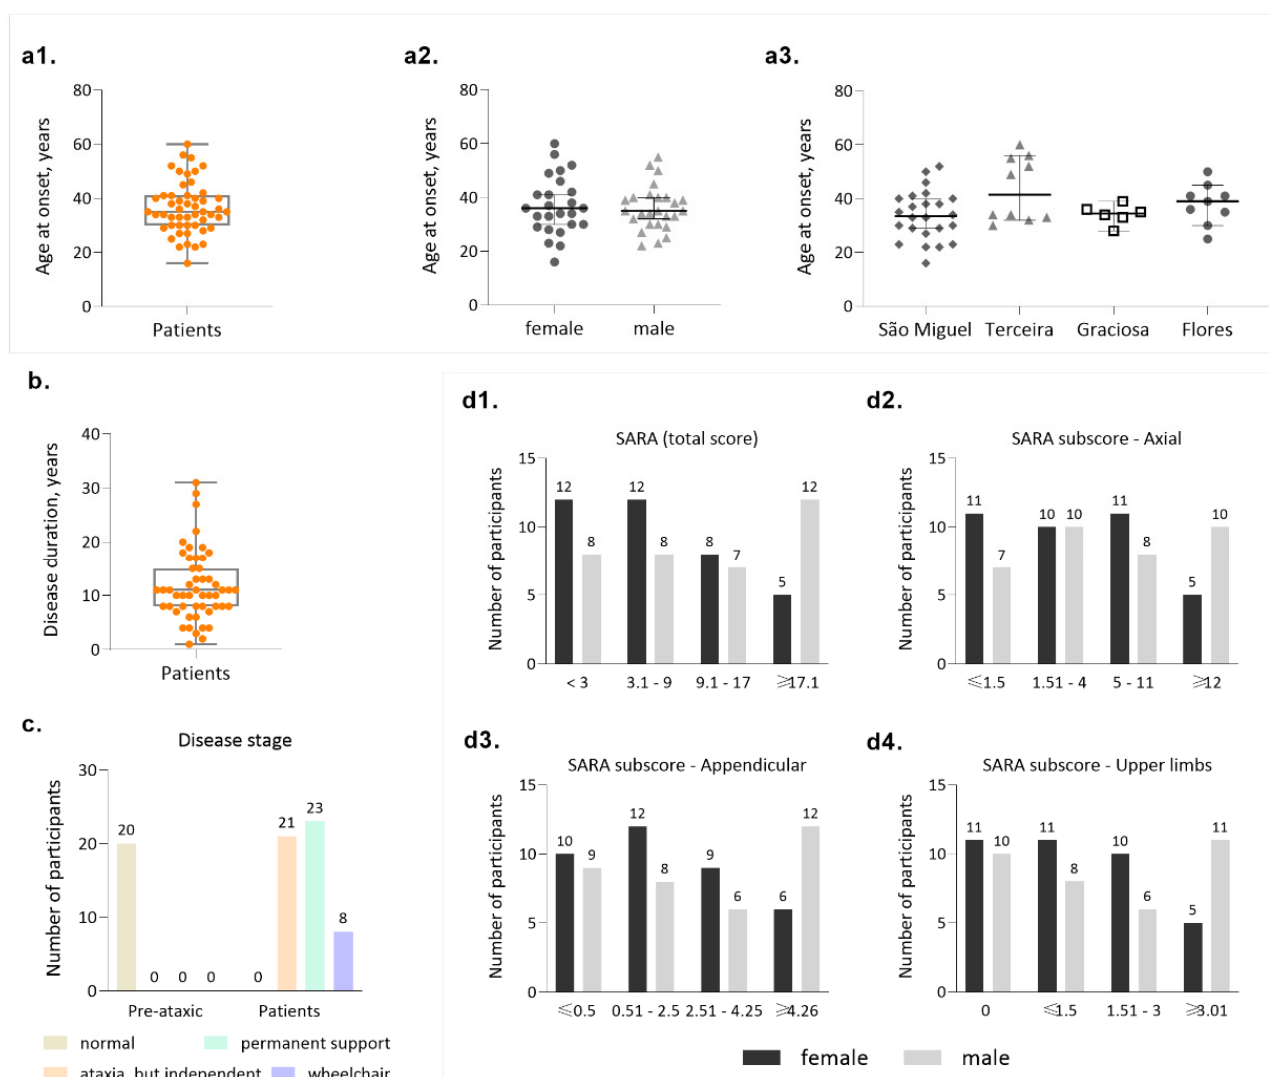 a1.
a2.
a3.
80
60
40
20
0
Age at onset, years
Patients
80
60
40
20
0
Age at onset, years
female male
80
60
40
20
0
Age at onset, years
São Miguel Terceira Graciosa Flores
b.
40
30
20
10
0
Disease duration, years
Patients
c.
Disease stage
30
20
10
0
Number of participants
20 0 0 0 0 21 23 8
Pre-ataxic Patients
normal permanent support
ataxia, but independent wheelchair
d1.
SARA (total score)
15
10
5
0
Number of participants
12 8 12 8 8 7 5 12
< 3 3.1 - 9 9.1 - 17 ⩾17.1
d2.
SARA subscore - Axial
15
10
5
0
Number of participants
11 7 10 10 11 8 5 10
⩽1.5 1.51 - 4 5 - 11 ⩾12
d3.
SARA subscore - Appendicular
15
10
5
0
Number of participants
10 9 12 8 9 6 6 12
⩽0.5 0.51 - 2.5 2.51 - 4.25 ⩾4.26
d4.
SARA subscore - Upper limbs
15
10
5
0
Number of participants
11 10 11 8 10 6 5 11
0 ⩽1.5 1.51 - 3 ⩾3.01
female male